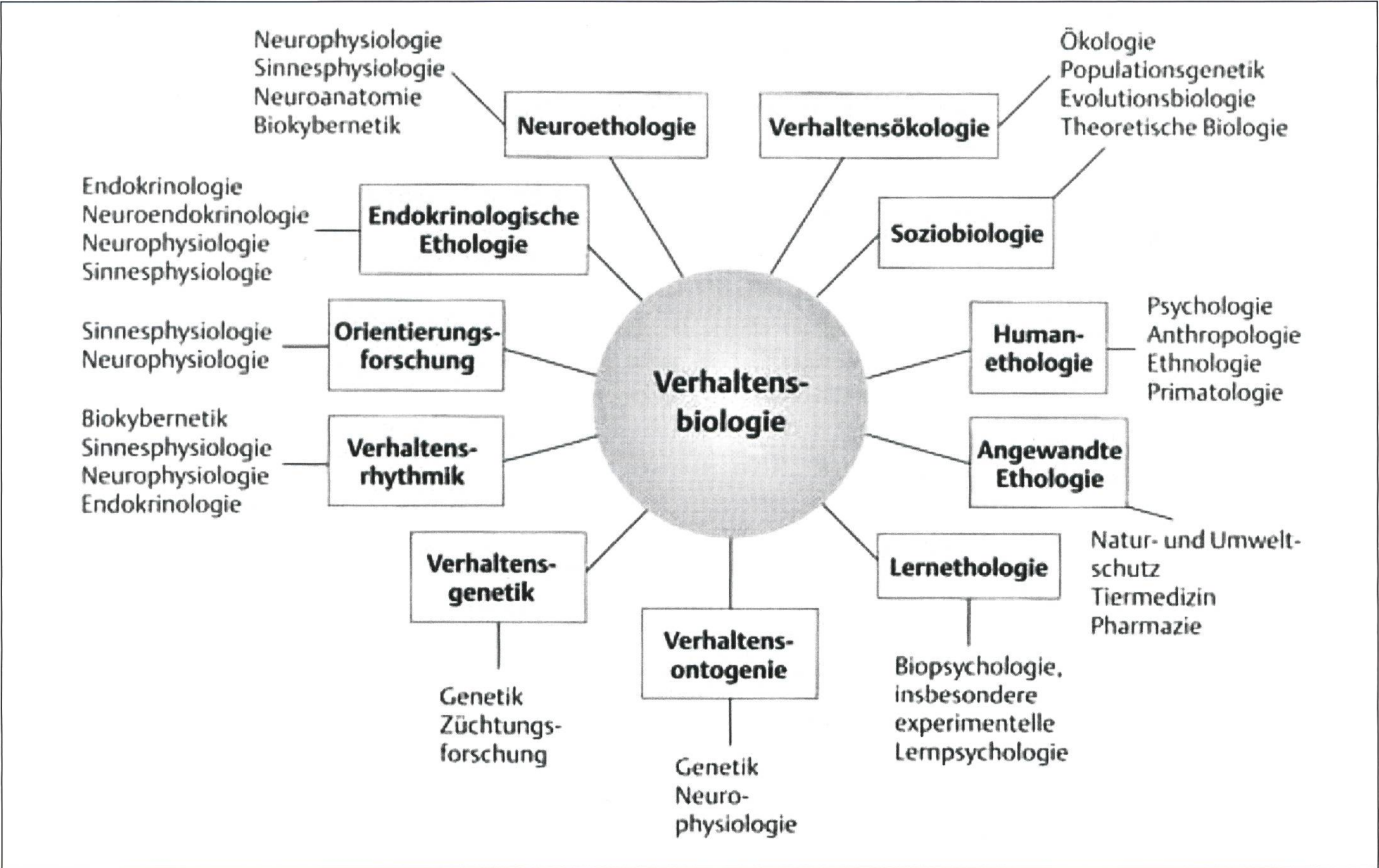 Neurophysiologie
Sinnesphysiologie
Neuroanatomie
Biokybernetik
Neuroethologie
Verhaltensökologie
Ökologie
Populationsgenetik
Evolutionsbiologie
Theoretische Biologie
Endokrinologie
Neuroendokrinologie
Neurophysiologie
Sinnesphysiologie
Endokrinologische
Ethologie
Soziobiologie
Sinnesphysiologie
Neurophysiologie
Orientierungs-
forschung
Verhaltens-
biologie
Human-
ethologie
Psychologie
Anthropologie
Ethnologie
Primatologie
Biokybernetik
Sinnesphysiologie
Neurophysiologie
Endokrinologie
Verhaltens-
rhythmik
Angewandte
Ethologie
Natur- und Umwelt-
schutz
Tiermedizin
Pharmazie
Verhaltens-
genetik
Genetik
Züchtungs-
forschung
Verhaltens-
ontogenie
Genetik
Neuro-
physiologie
Lernethologie
Biopsychologie,
insbesondere
experimentelle
Lernpsychologie